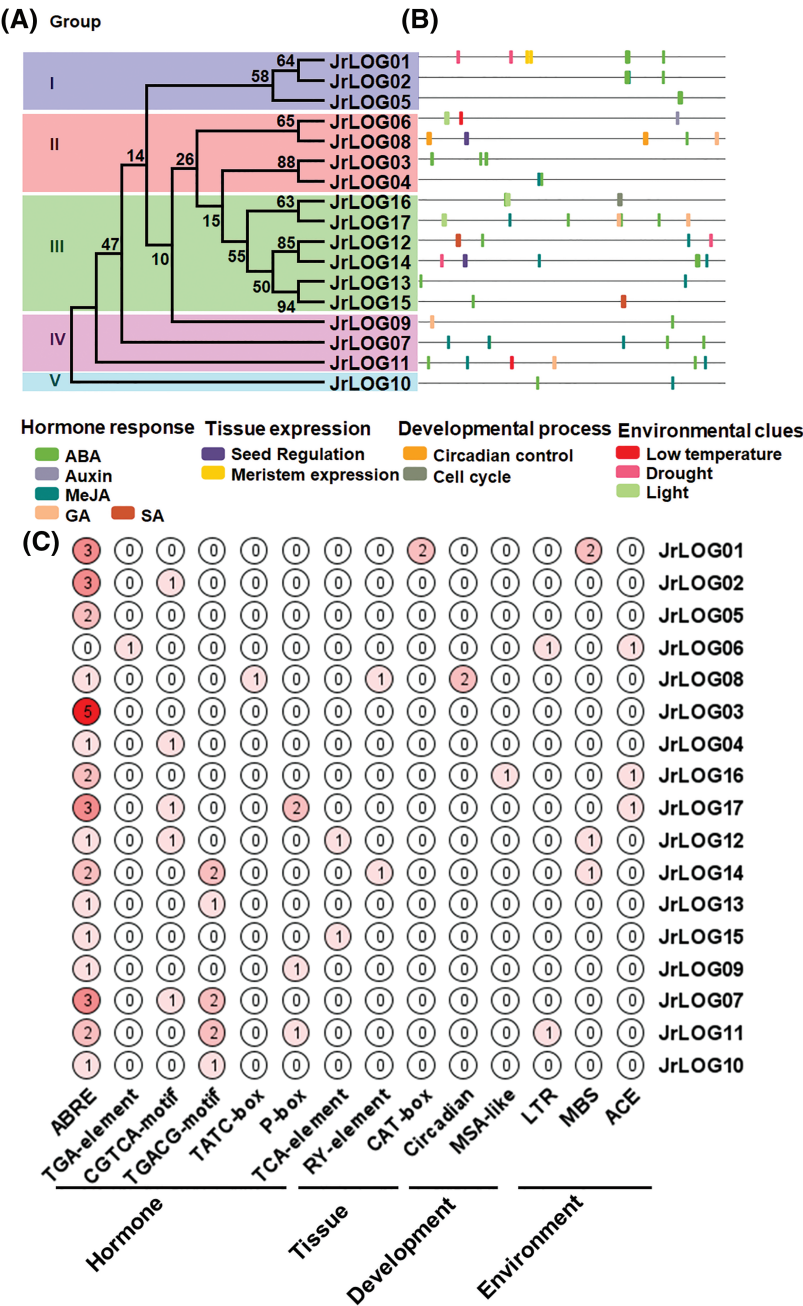 (A) Group (B)
I
II
III
IV
V
64
58
65
14
26
88
15
63
47
55
85
10
50
94
JrLOG01
JrLOG02
JrLOG05
JrLOG06
JrLOG08
JrLOG03
JrLOG04
JrLOG16
JrLOG17
JrLOG12
JrLOG14
JrLOG13
JrLOG15
JrLOG09
JrLOG07
JrLOG11
JrLOG10
Hormone response
ABA
Auxin
MeJA
GA SA
Tissue expression
Seed Regulation
Meristem expression
Developmental process
Circadian control
Cell cycle
Environmental clues
Low temperature
Drought
Light
(C)
3 0 0 0 0 0 0 0 2 0 0 0 2 0 JrLOG01
3 0 1 0 0 0 0 0 0 0 0 0 0 0 JrLOG02
2 0 0 0 0 0 0 0 0 0 0 0 0 0 JrLOG05
0 1 0 0 0 0 0 0 0 0 0 1 0 1 JrLOG06
1 0 0 0 1 0 0 1 0 2 0 0 0 0 JrLOG08
5 0 0 0 0 0 0 0 0 0 0 0 0 0 JrLOG03
1 0 1 0 0 0 0 0 0 0 0 0 0 0 JrLOG04
2 0 0 0 0 0 0 0 0 0 1 0 0 1 JrLOG16
3 0 1 0 0 2 0 0 0 0 0 0 0 1 JrLOG17
1 0 1 0 0 0 1 0 0 0 0 0 1 0 JrLOG12
2 0 0 2 0 0 0 1 0 0 0 0 1 0 JrLOG14
1 0 0 1 0 0 0 0 0 0 0 0 0 0 JrLOG13
1 0 0 0 0 0 1 0 0 0 0 0 0 0 JrLOG15
1 0 0 0 0 1 0 0 0 0 0 0 0 0 JrLOG09
3 0 1 2 0 0 0 0 0 0 0 0 0 0 JrLOG07
2 0 0 2 0 1 0 0 0 0 0 1 0 0 JrLOG11
1 0 0 1 0 0 0 0 0 0 0 0 0 0 JrLOG10
ABRE
TGA-element
CGTCA-motif
TGACG-motif
TATC-box
P-box
TCA-element
RY-element
CAT-box
Circadian
MSA-like
LTR
MBS
ACE
Hormone
Tissue
Development
Environment